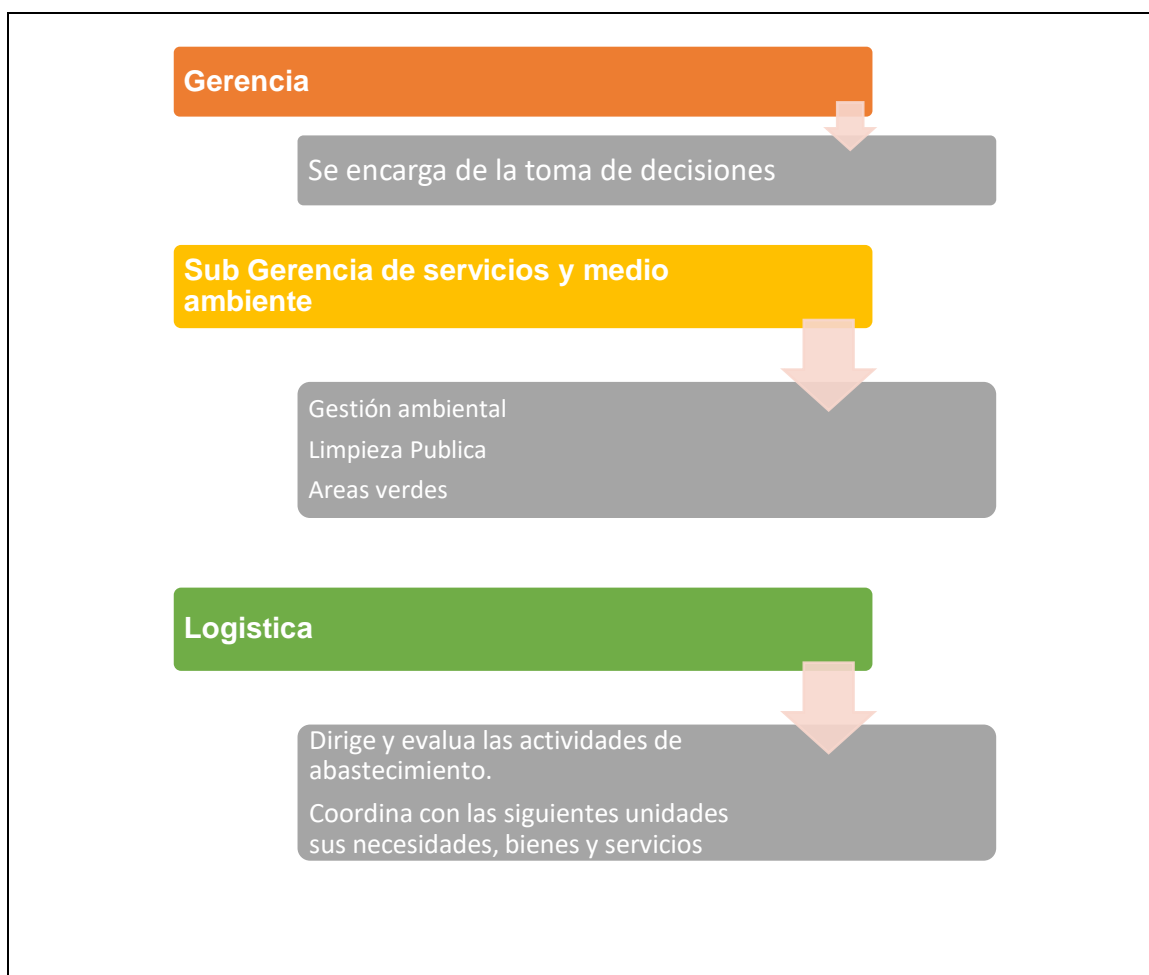 Gerencia
Se encarga de la toma de decisiones
Sub Gerencia de servicios y medio
ambiente
Gestión ambiental
Limpieza Publica
Areas verdes
Logistica
Dirige y evalua las actividades de
abastecimiento.
Coordina con las siguientes unidades
sus necesidades, bienes y servicios